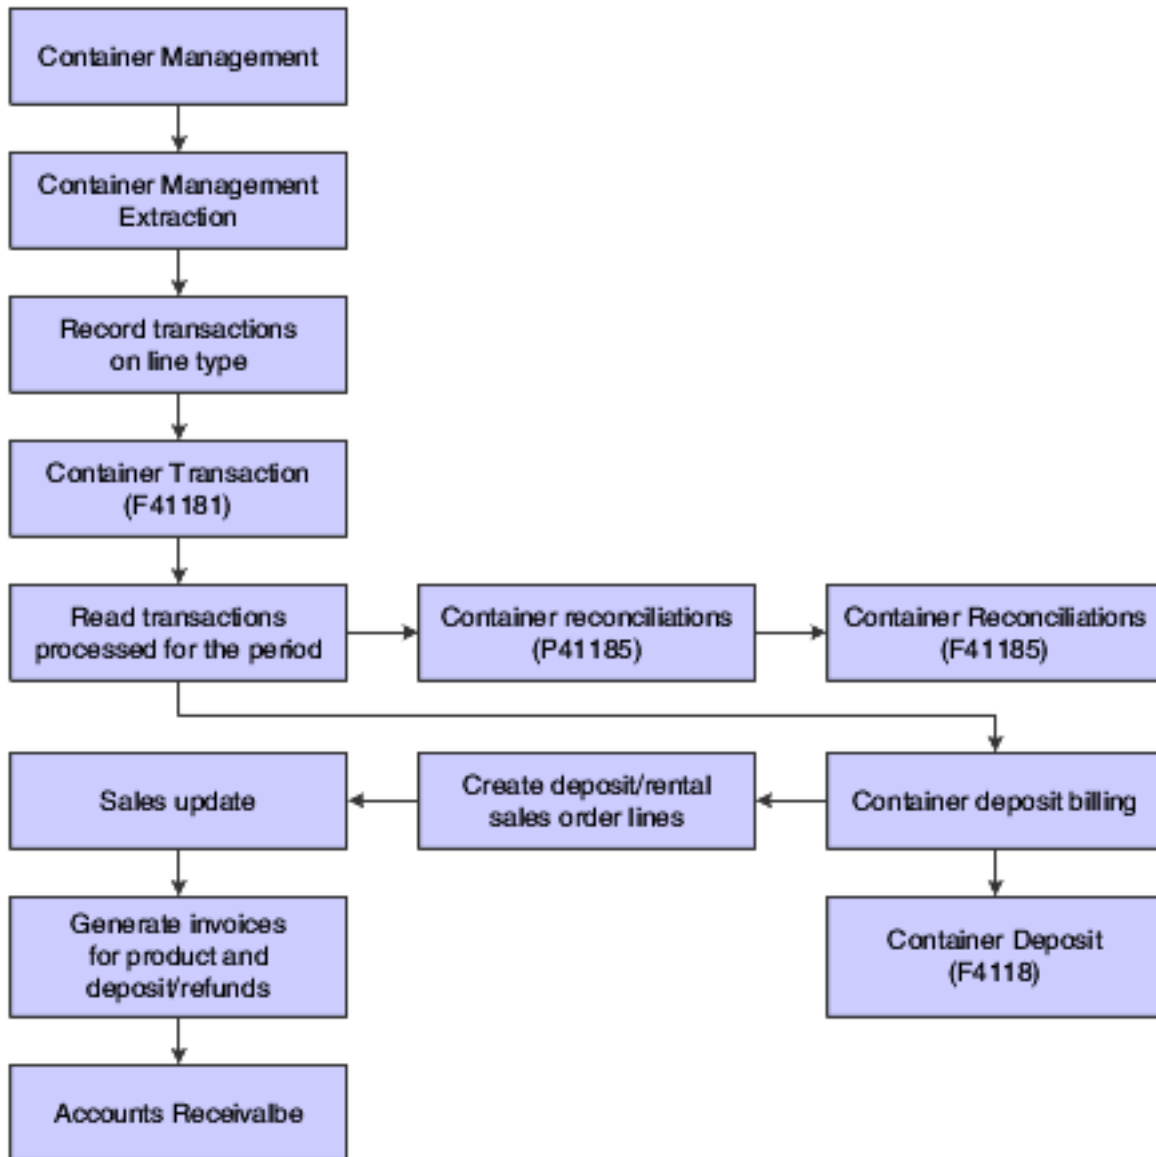 Container Management
Container Management
Extraction
Record transactions
on line type
Container Transaction
(F41181)
Read transactions
processed for the period
Container reconciliations
(P41185)
Container Reconciliations
(F41185)
Sales update
Create deposit/rental
sales order lines
Container deposit billing
Generate invoices
for product and
deposit/refunds
Container Deposit
(F4118)
Accounts Receivalbe